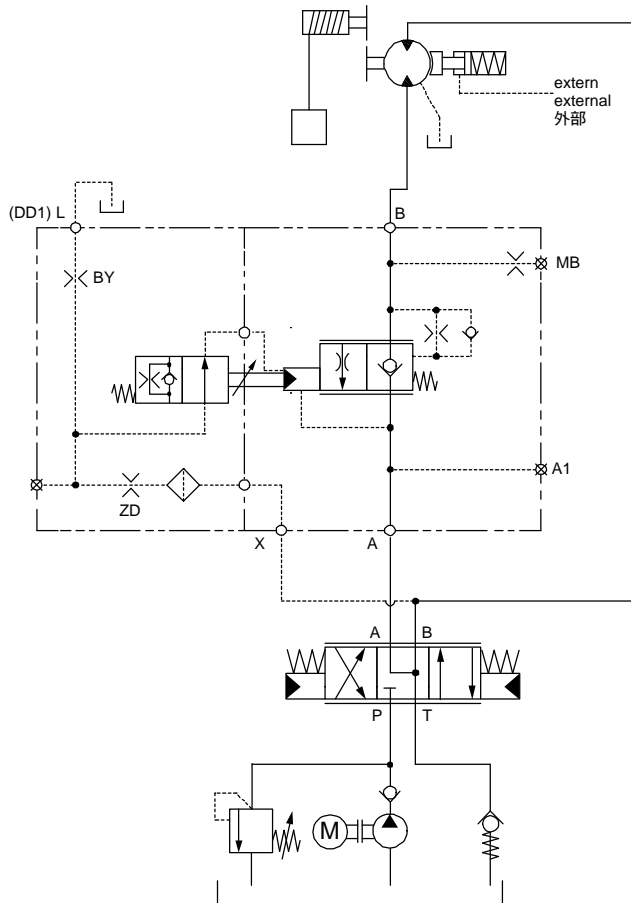 extern
external
外部
(DD1) L
B
BY
MB
A1
ZD
X
A
A B
P T
M